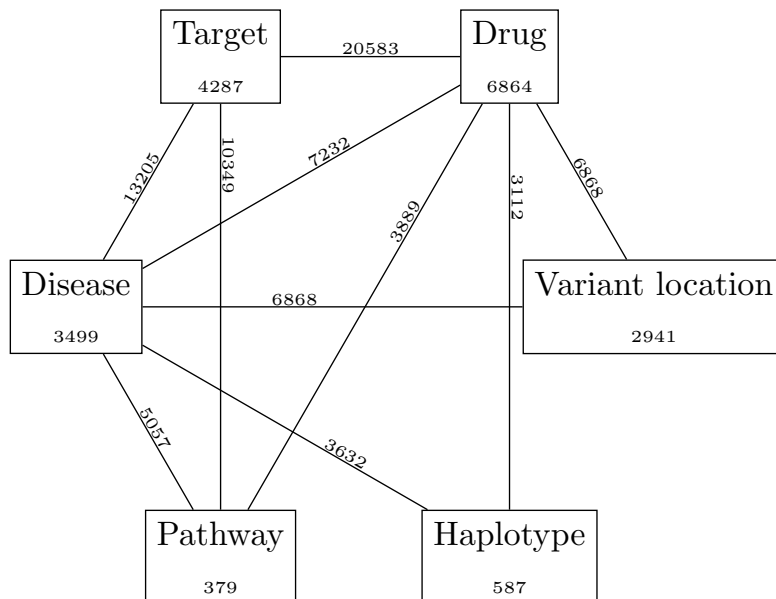 Target
4287
20583
Drug
6864
13205
10349
7232
3889
3112
6868
Disease
3499
6868
Variant location
2941
5057
3632
Pathway
379
Haplotype
587